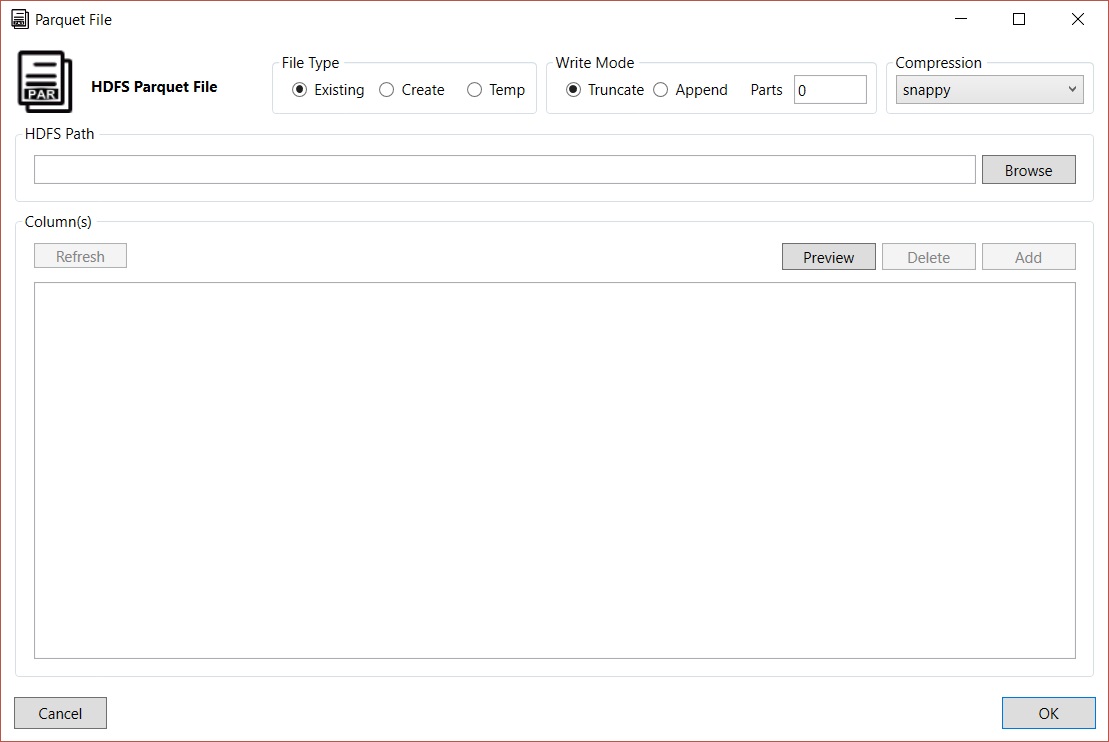 Parquet File
PAR
HDFS Parquet File
File Type
Existing
Create
Temp
Write Mode
Truncate
Append
Parts
0
Compression
snappy
HDFS Path
Browse
Column(s)
Refresh
Preview
Delete
Add
Cancel
OK